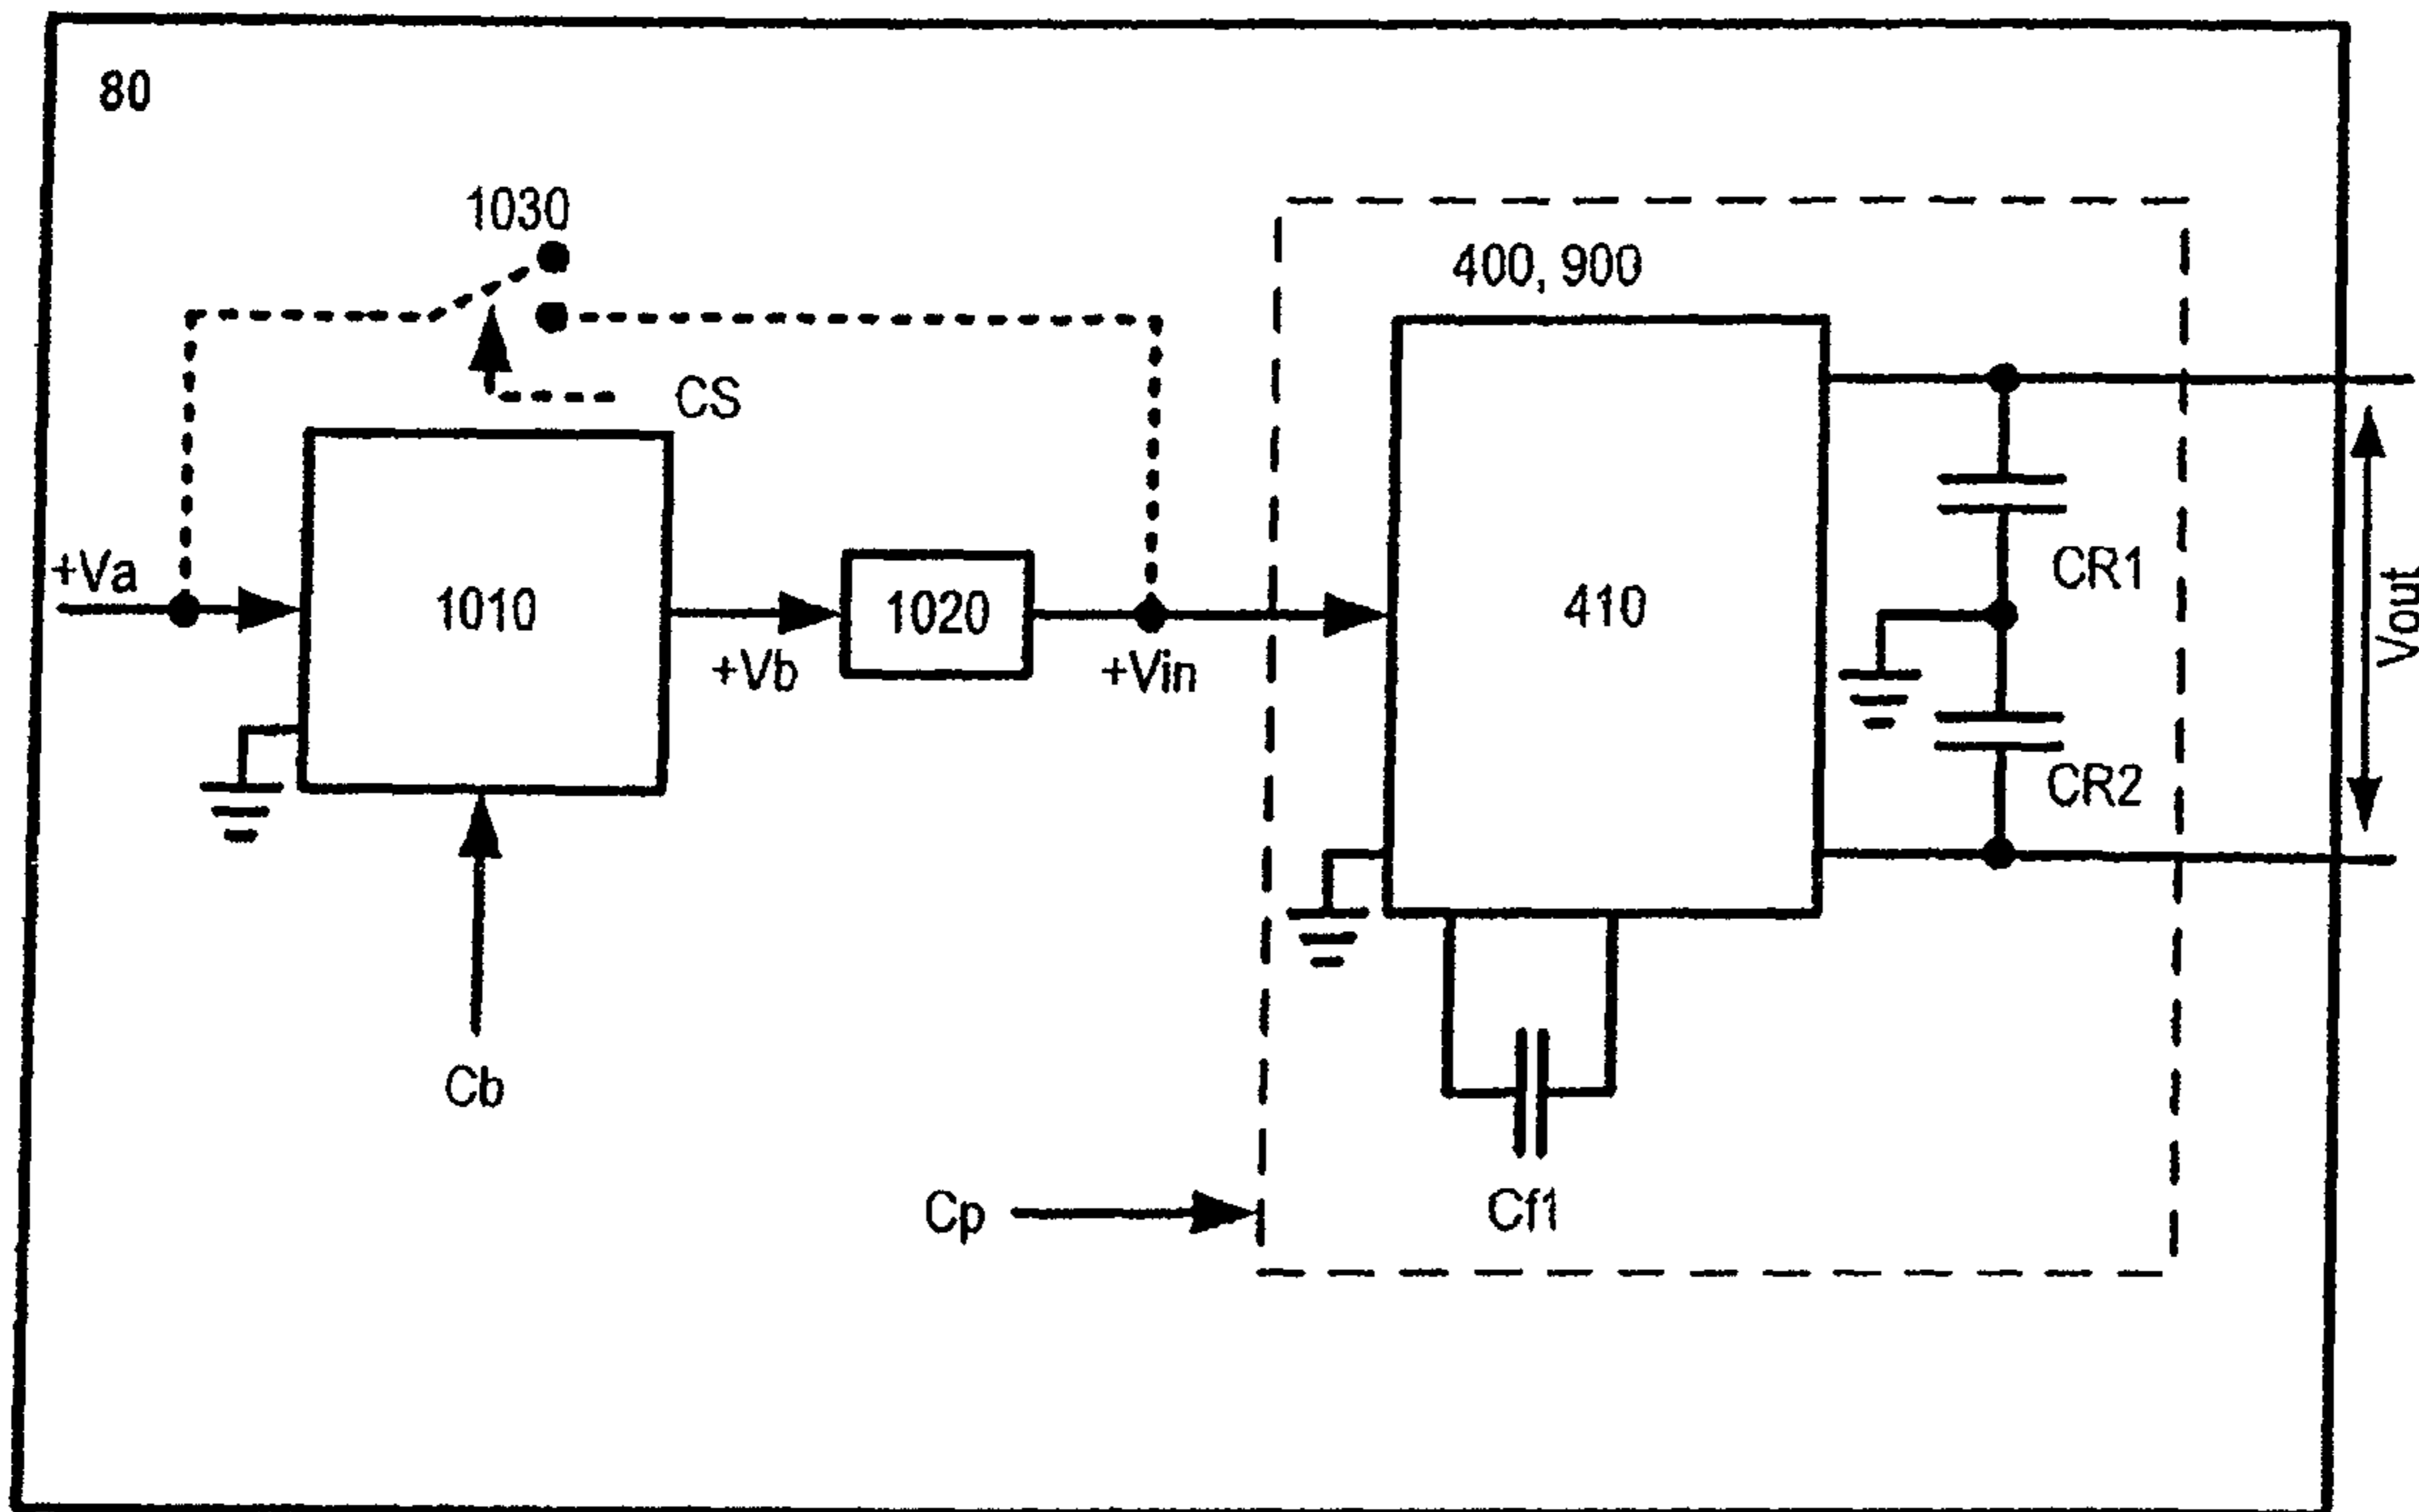 80
1030
400, 900
CS
+Va
1010
+Vb
1020
+Vin
410
CR1
CR2
Vout
Cb
Cp
Cf1